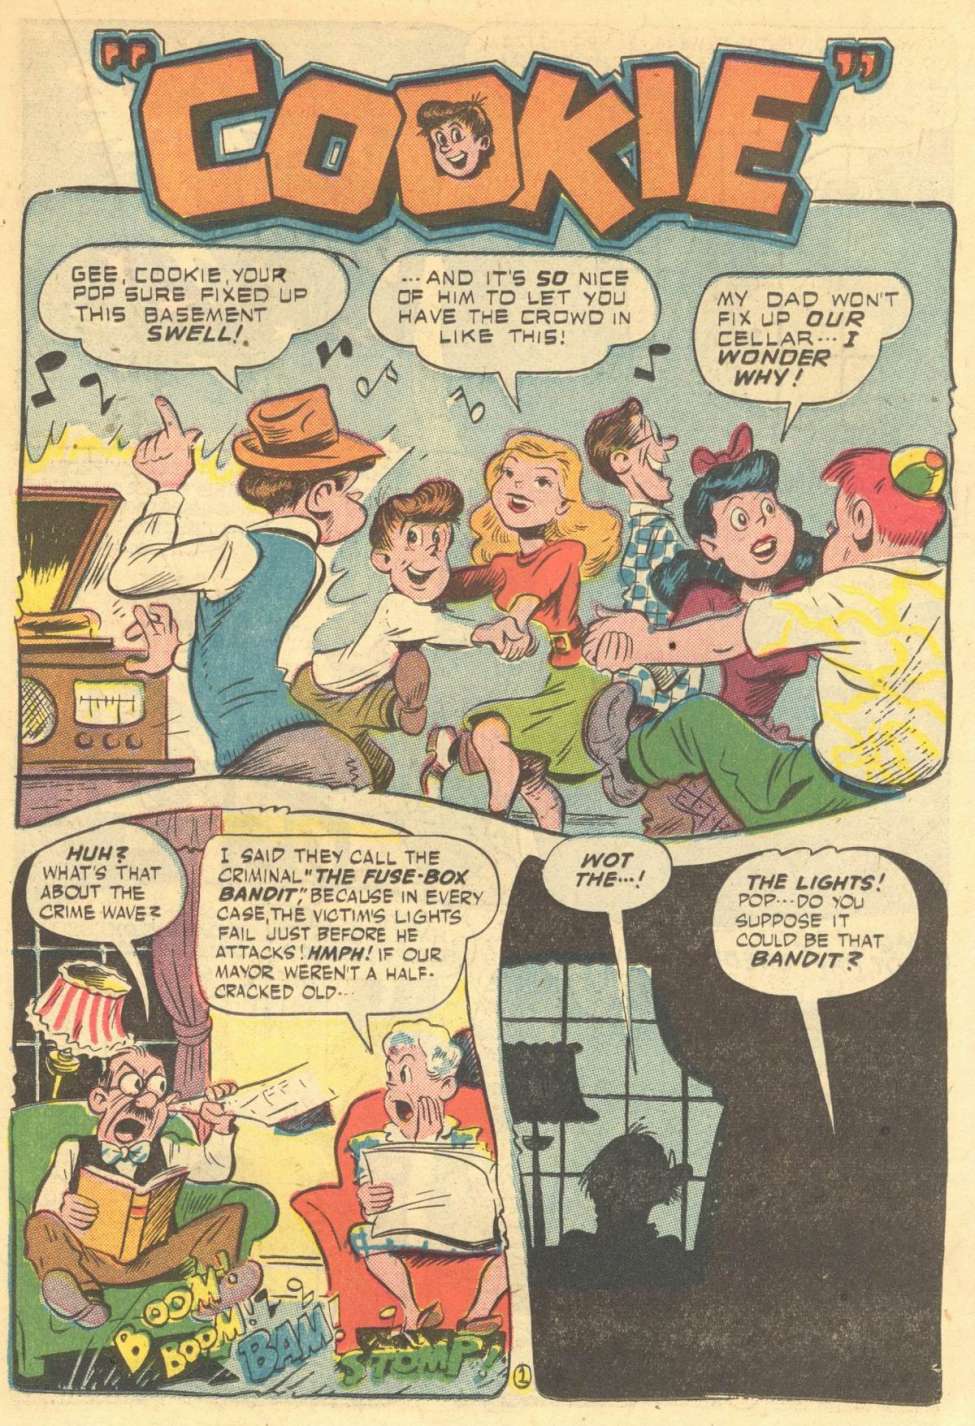 "COOKIE"
GEE, COOKIE, YOUR
POP SURE FIXED UP
THIS BASEMENT
SWELL!
...AND IT'S SO NICE
OF HIM TO LET YOU
HAVE THE CROWD IN
LIKE THIS!
MY DAD WON'T
FIX UP OUR
CELLAR... I
WONDER
WHY!
HUH?
WHAT'S THAT
ABOUT THE
CRIME WAVE?
I SAID THEY CALL THE
CRIMINAL "THE FUSE-BOX
BANDIT," BECAUSE IN EVERY
CASE, THE VICTIM'S LIGHTS
FAIL JUST BEFORE HE
ATTACKS! HMPH! IF OUR
MAYOR WEREN'T A HALF-
CRACKED OLD...
BOOM!
BOOM!
BAM!
STOMP!
WOT
THE...!
THE LIGHTS!
POP... DO YOU
SUPPOSE IT
COULD BE THAT
BANDIT?
1